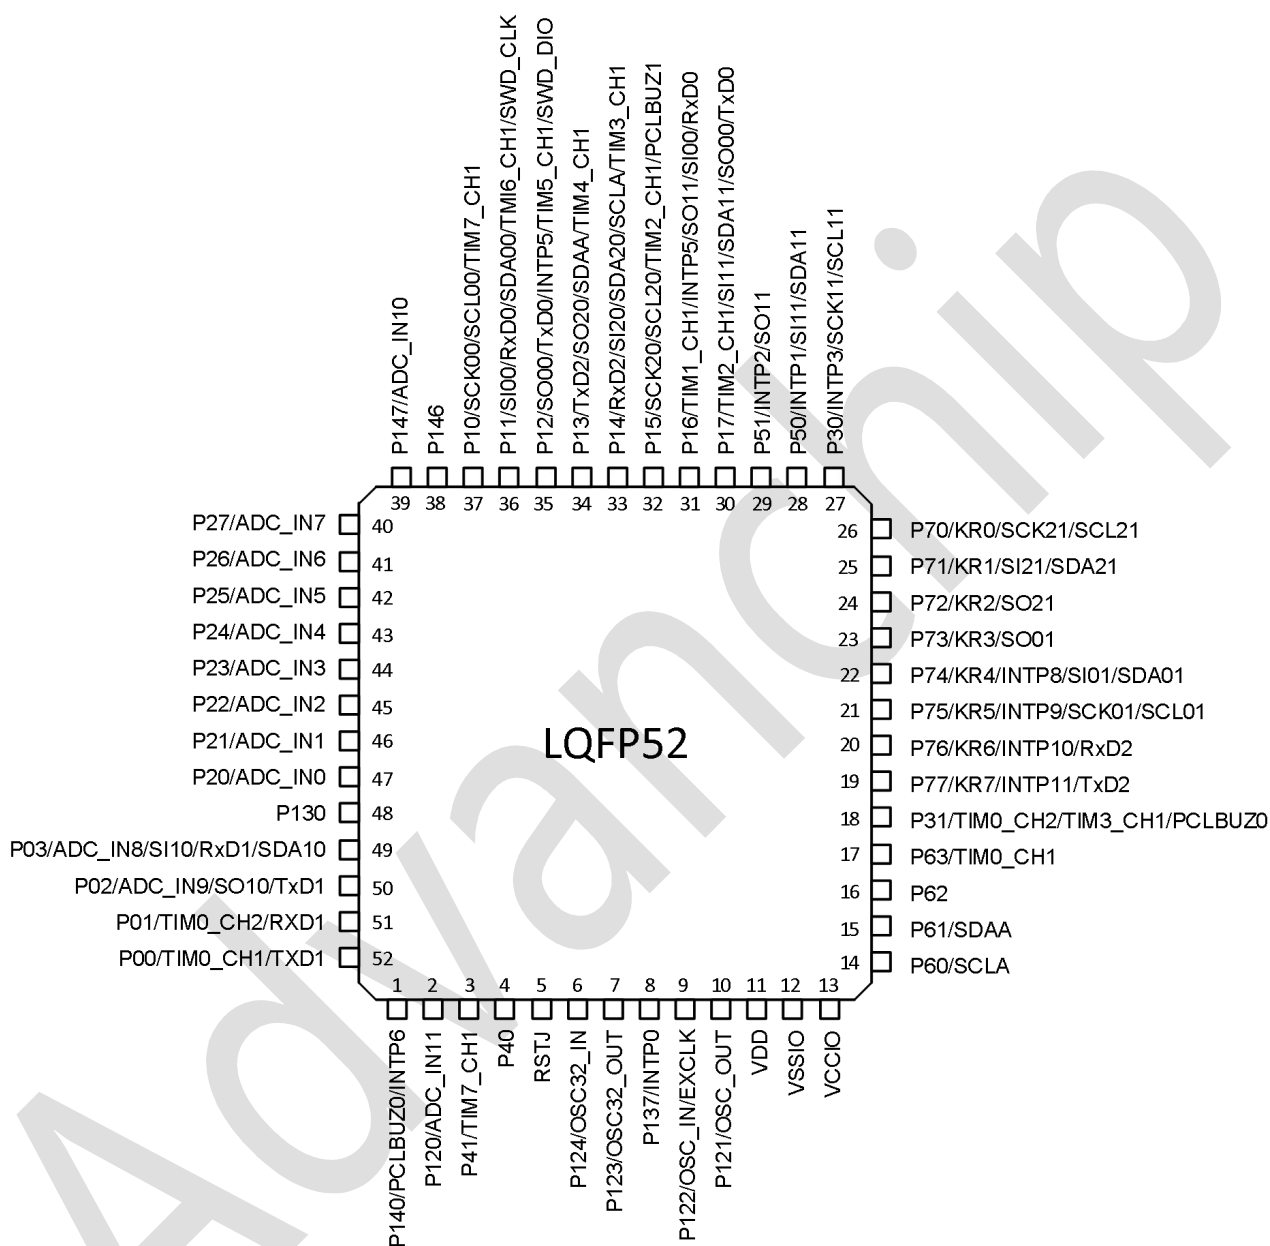 P147/ADC_IN10
P146
P10/SCK00/SCL00/TIM7_CH1
P11/SI00/RxD0/SDA00/TMI6_CH1/SWD_CLK
P12/SO00/TxD0/INTP5/TIM5_CH1/SWD_DIO
P13/TxD2/SO20/SDAA/TIM4_CH1
P14/RxD2/SI20/SDA20/SCLA/TIM3_CH1
P15/SCK20/SCL20/TIM2_CH1/PCLBUZ1
P16/TIM1_CH1/INTP5/SO11/SI00/RxD0
P17/TIM2_CH1/SI11/SDA11/SO00/TxD0
P51/INTP2/SO11
P50/INTP1/SI11/SDA11
P30/INTP3/SCK11/SCL11
39 38 37 36 35 34 33 32 31 30 29 28 27
P27/ADC_IN7 40
P26/ADC_IN6 41
P25/ADC_IN5 42
P24/ADC_IN4 43
P23/ADC_IN3 44
P22/ADC_IN2 45
P21/ADC_IN1 46
P20/ADC_IN0 47
P130 48
P03/ADC_IN8/SI10/RxD1/SDA10 49
P02/ADC_IN9/SO10/TxD1 50
P01/TIM0_CH2/RXD1 51
P00/TIM0_CH1/TXD1 52
LQFP52
26 P70/KR0/SCK21/SCL21
25 P71/KR1/SI21/SDA21
24 P72/KR2/SO21
23 P73/KR3/SO01
22 P74/KR4/INTP8/SI01/SDA01
21 P75/KR5/INTP9/SCK01/SCL01
20 P76/KR6/INTP10/RxD2
19 P77/KR7/INTP11/TxD2
18 P31/TIM0_CH2/TIM3_CH1/PCLBUZ0
17 P63/TIM0_CH1
16 P62
15 P61/SDAA
14 P60/SCLA
1 2 3 4 5 6 7 8 9 10 11 12 13
P140/PCLBUZ0/INTP6
P120/ADC_IN11
P41/TIM7_CH1
P40
RSTJ
P124/OSC32_IN
P123/OSC32_OUT
P137/INTP0
P122/OSC_IN/EXCLK
P121/OSC_OUT
VDD
VSSIO
VCCIO
Advanchip